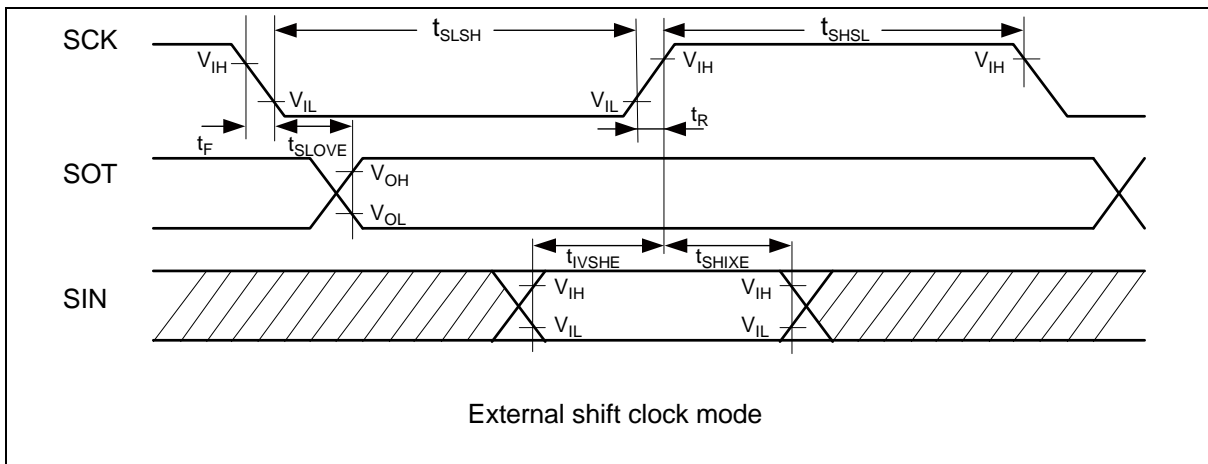 SCK
tSLSH
tSHSL
VIH
VIH
VIH
VIL
VIL
tR
tF
tSLOVE
SOT
VOH
VOL
tIVSHE
tSHIXE
SIN
VIH
VIH
VIL
VIL
External shift clock mode